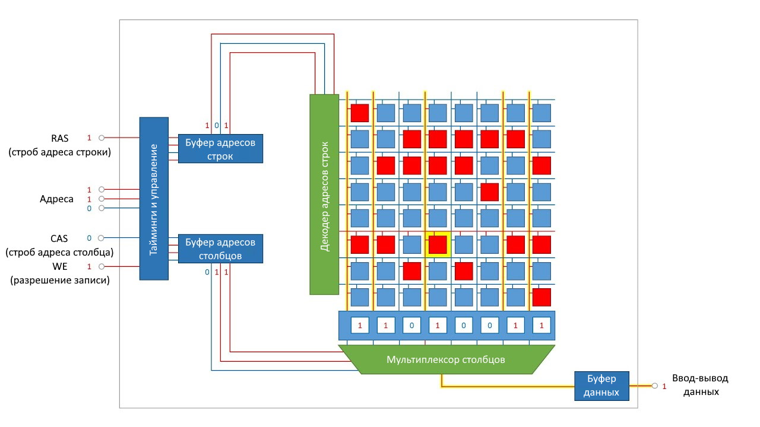 1 0 1
RAS 1
(строб адреса строки)
Буфер адресов
строк
Тайминги и управление
Декодер адресов строк
1
Адреса 1
0
CAS 0
(строб адреса столбца)
WE 1
(разрешение записи)
Буфер адресов
столбцов
0 1 1
1 1 0 1 0 0 1 1
Мультиплексор столбцов
Буфер
данных
1
Ввод-вывод
данных